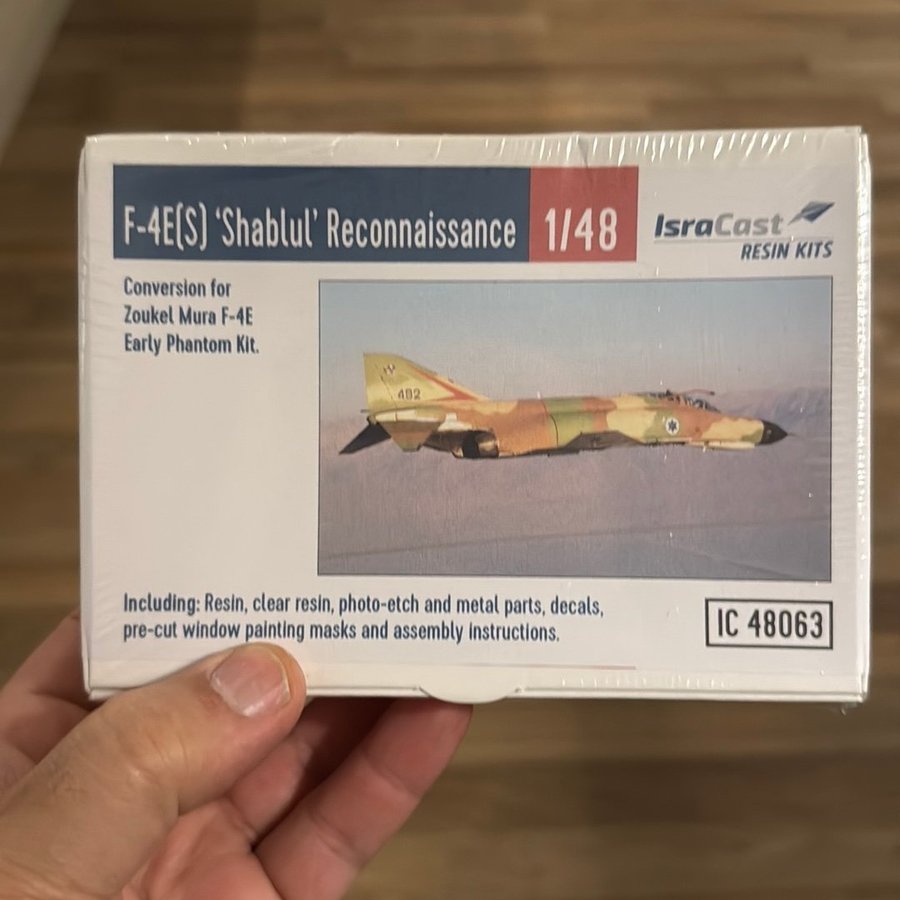 F-4E(S) ‘Shablul’ Reconnaissance 1/48
IsraCast
RESIN KITS
Conversion for
Zoukel Mura F-4E
Early Phantom Kit.
492
Including: Resin, clear resin, photo-etch and metal parts, decals,
pre-cut window painting masks and assembly instructions.
IC 48063